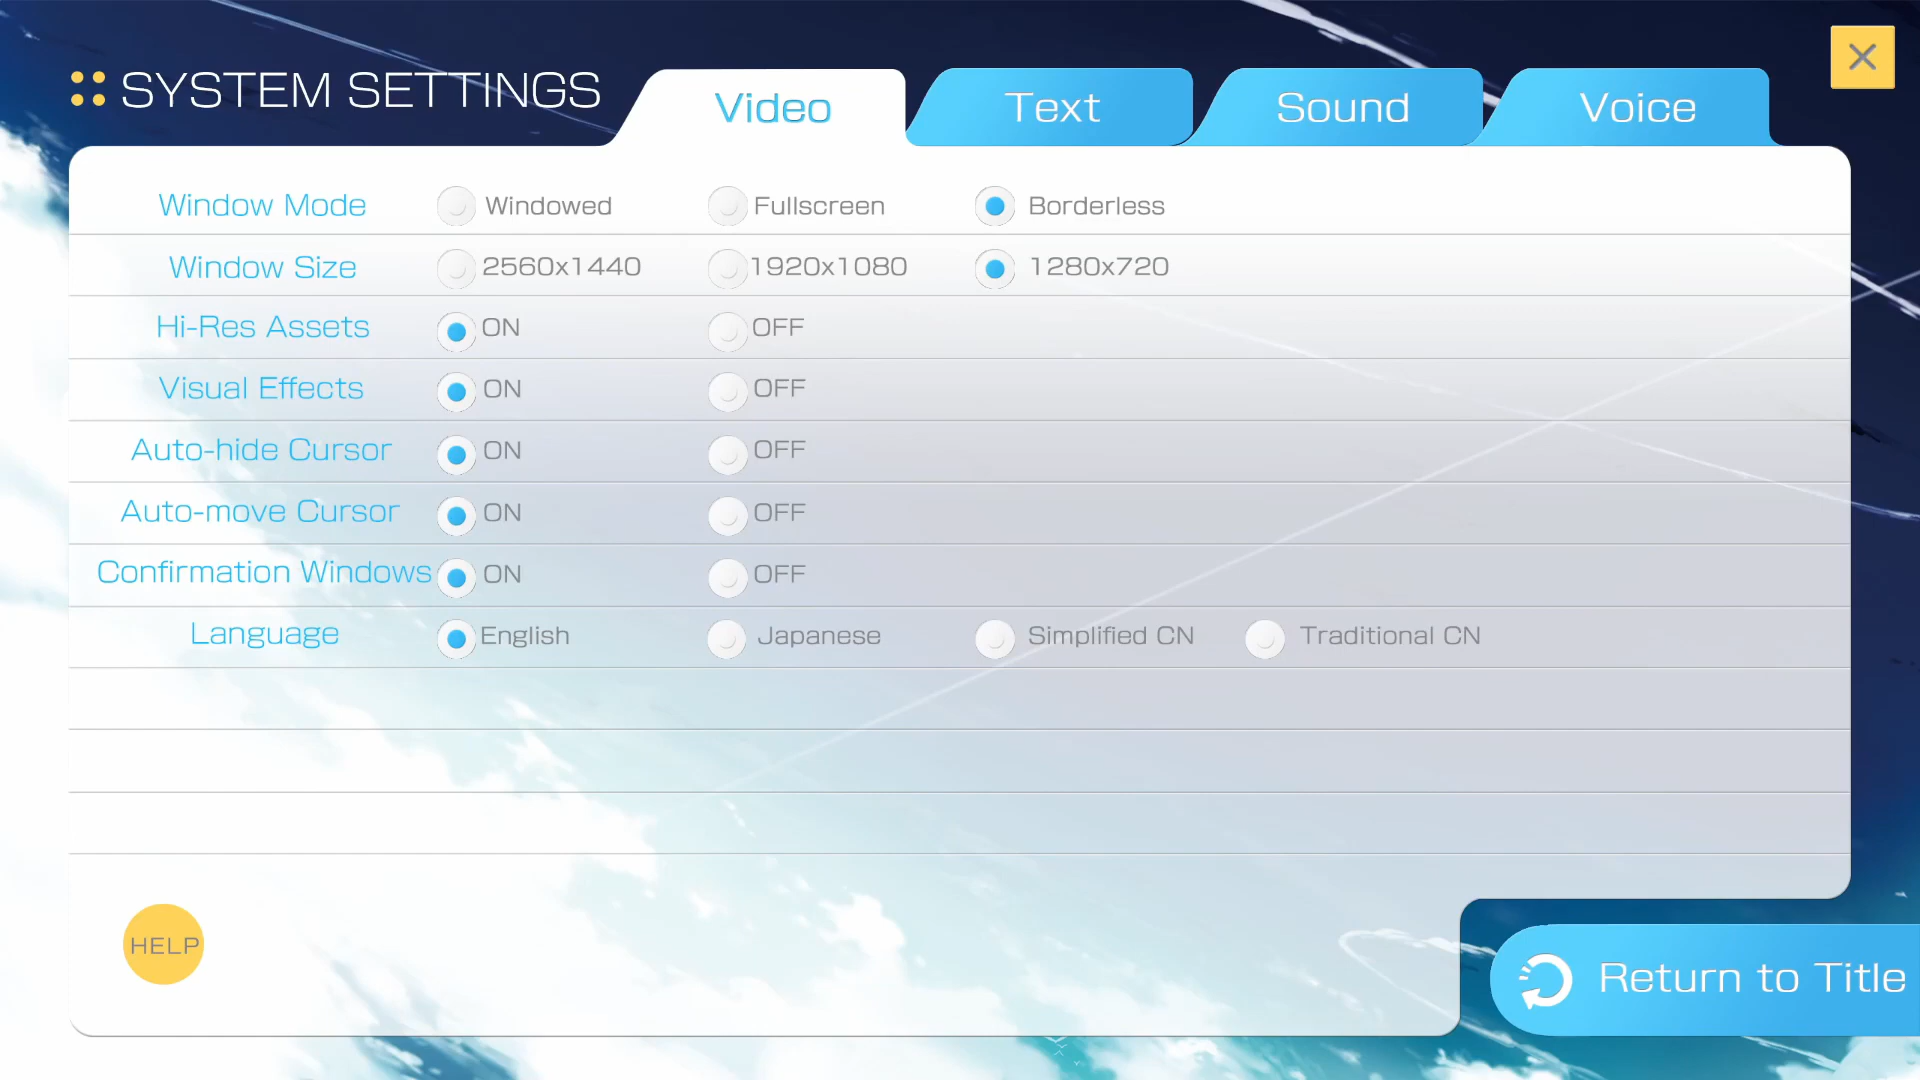 SYSTEM SETTINGS
Video Text Sound Voice
Window Mode Windowed Fullscreen Borderless
Window Size 2560x1440 1920x1080 1280x720
Hi-Res Assets ON OFF
Visual Effects ON OFF
Auto-hide Cursor ON OFF
Auto-move Cursor ON OFF
Confirmation Windows ON OFF
Language English Japanese Simplified CN Traditional CN
HELP
Return to Title